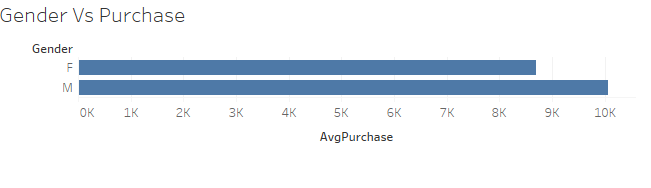 Gender Vs Purchase
Gender
F
M
0K 1K 2K 3K 4K 5K 6K 7K 8K 9K 10K
AvgPurchase